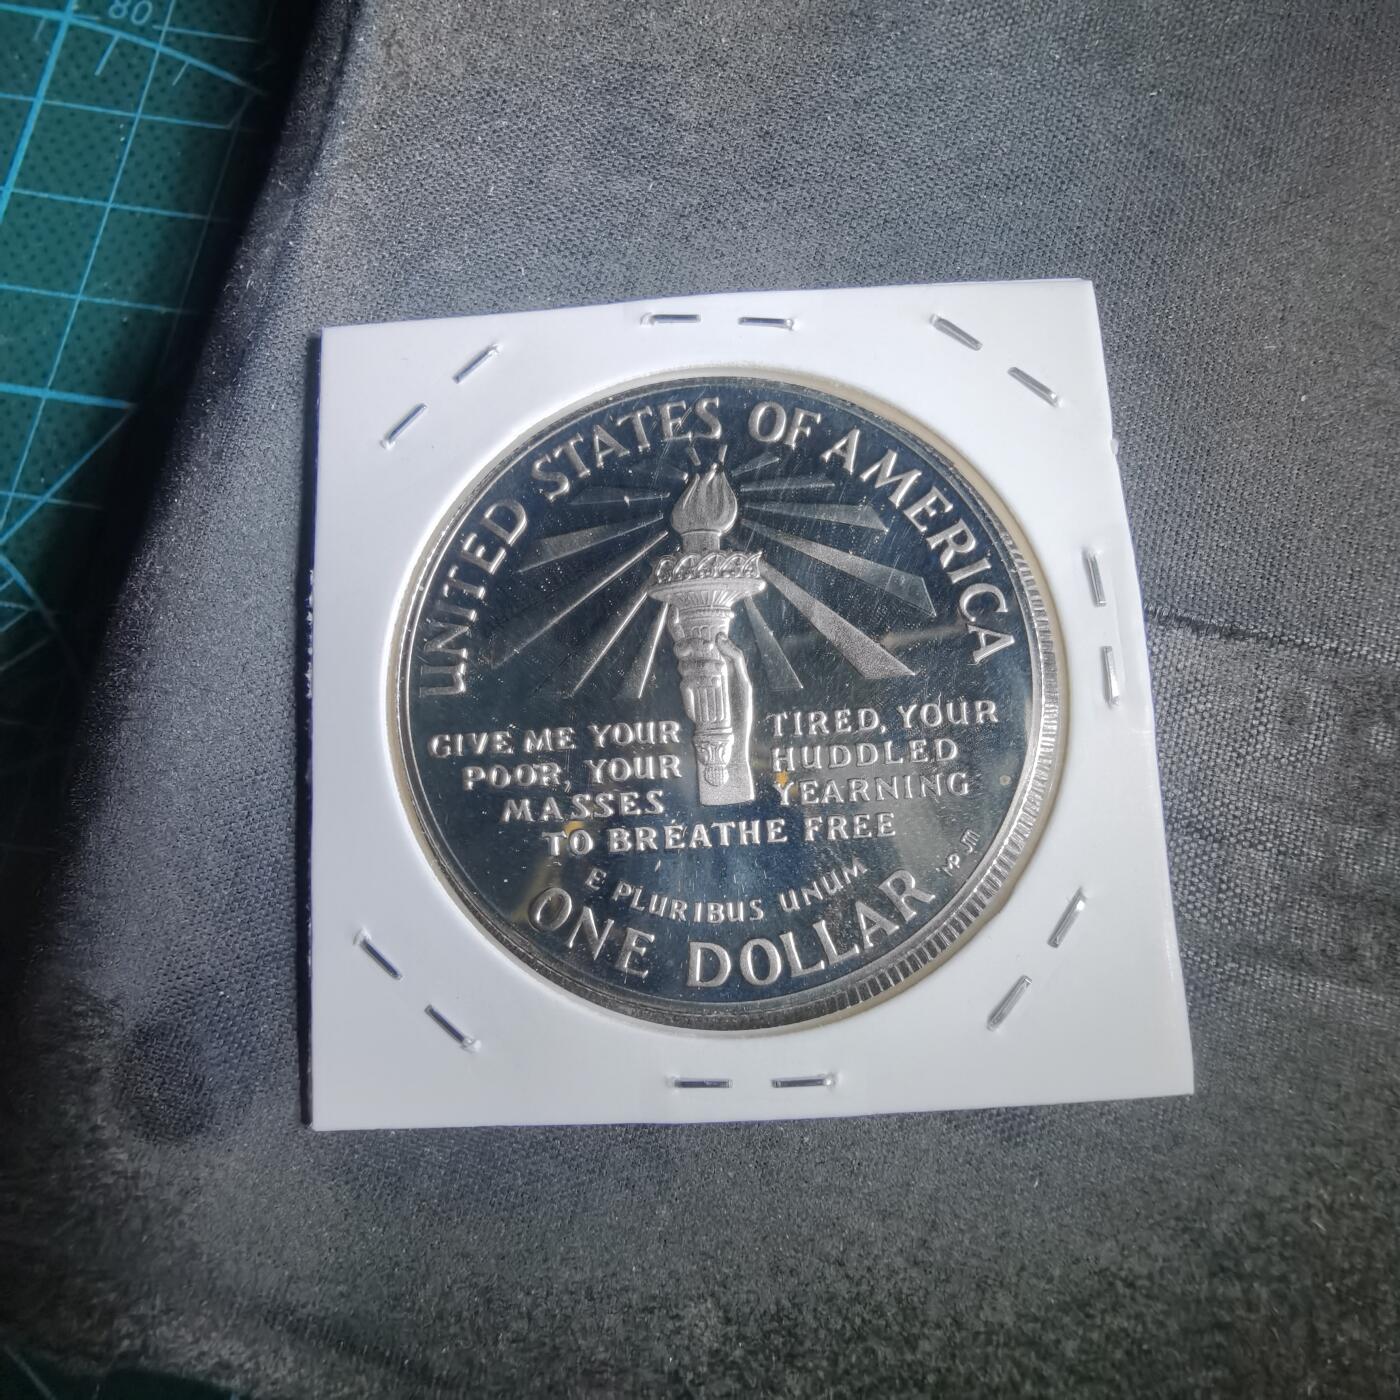 80
UNITED STATES OF AMERICA
GIVE ME YOUR TIRED, YOUR
POOR, YOUR HUDDLED
MASSES YEARNING
TO BREATHE FREE
E PLURIBUS UNUM
ONE DOLLAR